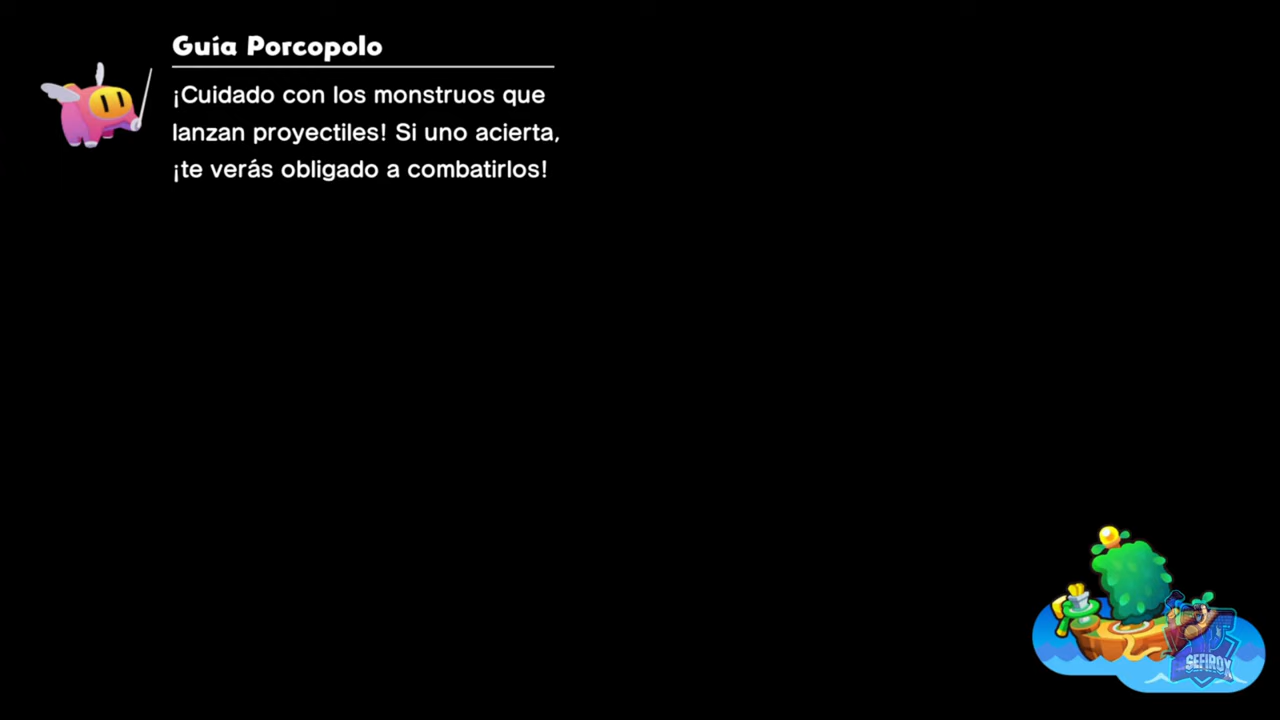 Guía Porcopolo
¡Cuidado con los monstruos que
lanzan proyectiles! Si uno acierta,
¡te verás obligado a combatirlos!
SEFIROX